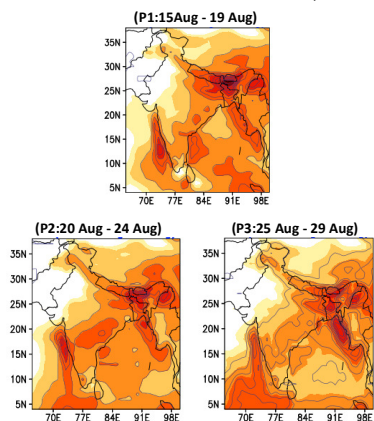 (P1:15Aug - 19 Aug)
35N
30N
25N
20N
15N
10N
5N
70E 77E 84E 91E 98E
(P2:20 Aug - 24 Aug) (P3:25 Aug - 29 Aug)
35N 35N
30N 30N
25N 25N
20N 20N
15N 15N
10N 10N
5N 5N
70E 77E 84E 91E 98E 70E 77E 84E 91E 98E